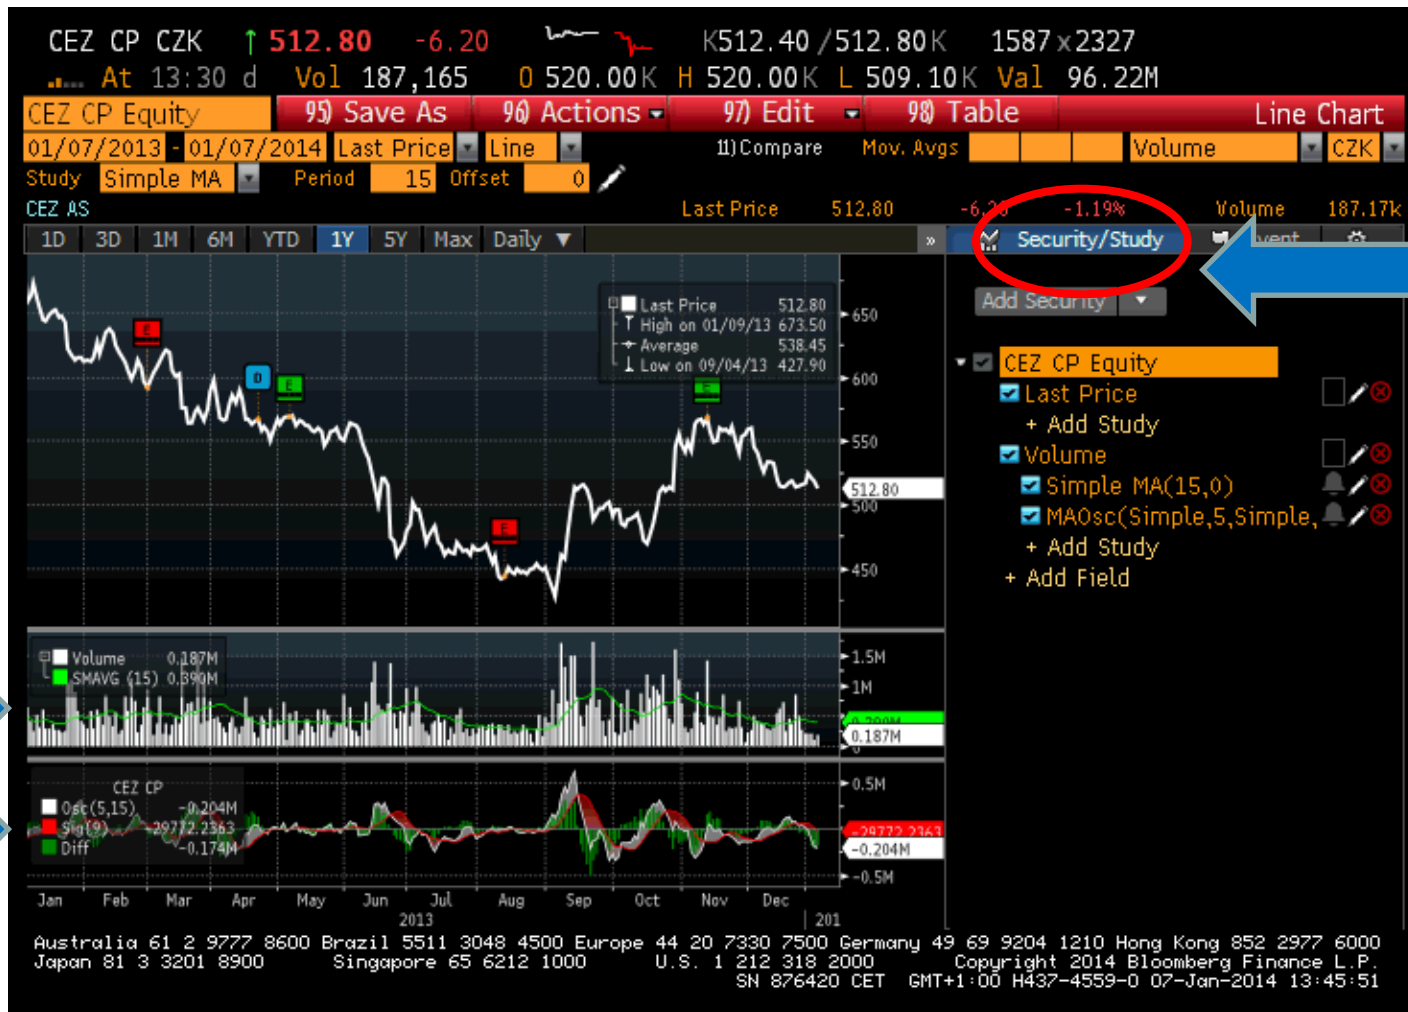 CEZ CP CZK ↑ 512.80 -6.20 K512.40 / 512.80K 1587 x 2327
At 13:30 d Vol 187,165 O 520.00K H 520.00K L 509.10K Val 96.22M
CEZ CP Equity 95) Save As 96) Actions 97) Edit 98) Table Line Chart
01/07/2013 - 01/07/2014 Last Price Line 11) Compare Mov. Avgs Volume CZK
Study Simple MA Period 15 Offset 0
CEZ AS Last Price 512.80 -6.20 -1.19% Volume 187.17k
1D 3D 1M 6M YTD 1Y 5Y Max Daily ▼ » Security/Study
Add Security
Last Price 512.80
High on 01/09/13 673.50
Average 538.45
Low on 09/04/13 427.90
E
D
E
E
E
650
600
550
512.80
500
450
CEZ CP Equity
Last Price
+ Add Study
Volume
Simple MA(15,0)
MAOsc(Simple,5,Simple,
+ Add Study
+ Add Field
Volume 0.187M
SMAVG (15) 0.390M
1.5M
1M
0.187M
0
CEZ CP
Osc(5,15) -0.204M
Sig(9) -29772.2363
Diff -0.174M
0.5M
-29772.2363
-0.204M
-0.5M
Jan Feb Mar Apr May Jun Jul Aug Sep Oct Nov Dec
2013 201
Australia 61 2 9777 8600 Brazil 5511 3048 4500 Europe 44 20 7330 7500 Germany 49 69 9204 1210 Hong Kong 852 2977 6000
Japan 81 3 3201 8900 Singapore 65 6212 1000 U.S. 1 212 318 2000 Copyright 2014 Bloomberg Finance L.P.
SN 876420 CET GMT+1:00 H437-4559-0 07-Jan-2014 13:45:51